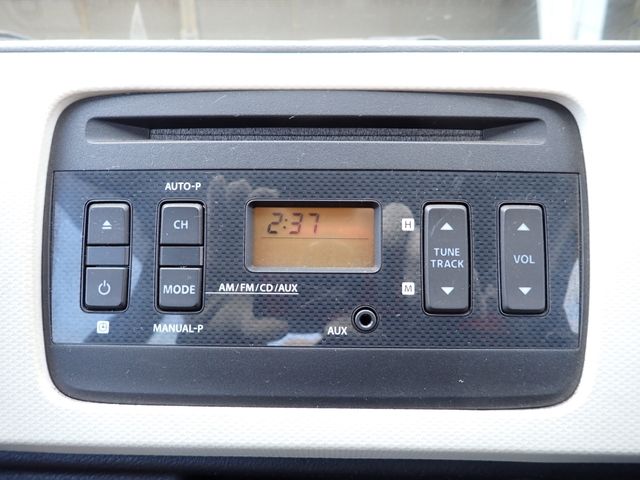 AUTO-P
CH
2:37
H
TUNE
TRACK
VOL
MODE
AM/FM/CD/AUX
M
MANUAL-P
AUX